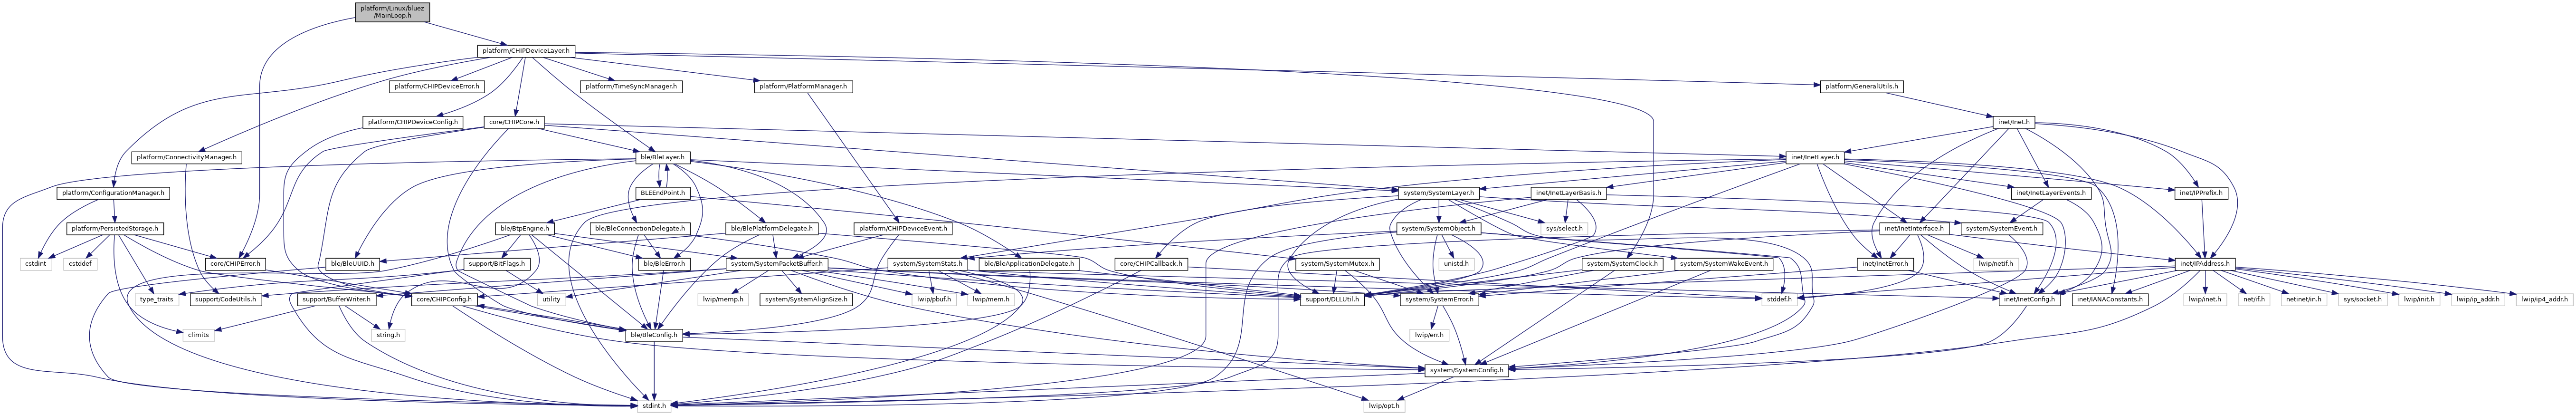 platform/Linux/bluez
/MainLoop.h
platform/CHIPDeviceLayer.h
platform/CHIPDeviceError.h
platform/TimeSyncManager.h
platform/PlatformManager.h
platform/GeneralUtils.h
platform/CHIPDeviceConfig.h
core/CHIPCore.h
inet/Inet.h
platform/ConnectivityManager.h
ble/BleLayer.h
inet/InetLayer.h
platform/ConfigurationManager.h
BLEEndPoint.h
system/SystemLayer.h
inet/InetLayerBasis.h
inet/InetLayerEvents.h
inet/IPPrefix.h
platform/PersistedStorage.h
ble/BtpEngine.h
ble/BleConnectionDelegate.h
ble/BlePlatformDelegate.h
platform/CHIPDeviceEvent.h
system/SystemObject.h
sys/select.h
inet/InetInterface.h
system/SystemEvent.h
cstdint
cstddef
core/CHIPError.h
ble/BleUUID.h
support/BitFlags.h
ble/BleError.h
system/SystemPacketBuffer.h
system/SystemStats.h
ble/BleApplicationDelegate.h
core/CHIPCallback.h
system/SystemMutex.h
unistd.h
system/SystemClock.h
system/SystemWakeEvent.h
inet/InetError.h
lwip/netif.h
inet/IPAddress.h
type_traits
support/CodeUtils.h
support/BufferWriter.h
core/CHIPConfig.h
utility
lwip/memp.h
system/SystemAlignSize.h
lwip/pbuf.h
lwip/mem.h
support/DLLUtil.h
system/SystemError.h
stddef.h
inet/InetConfig.h
inet/IANAConstants.h
lwip/inet.h
net/if.h
netinet/in.h
sys/socket.h
lwip/init.h
lwip/ip_addr.h
lwip/ip4_addr.h
climits
string.h
ble/BleConfig.h
lwip/err.h
system/SystemConfig.h
stdint.h
lwip/opt.h